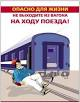 ОПАСНО ДЛЯ ЖИЗНИ
НЕ ВЫХОДИТЕ ИЗ ВАГОНА
НА ХОДУ ПОЕЗДА!